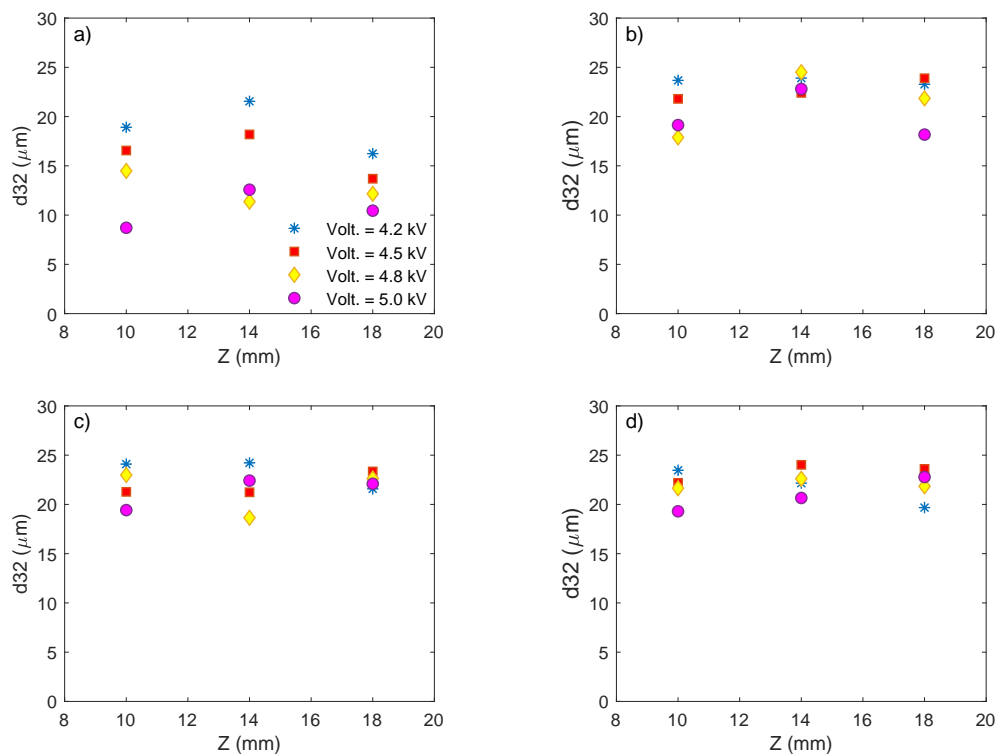 a)
30
25
20
15
10
5
0
d32 (μm)
Volt. = 4.2 kV
Volt. = 4.5 kV
Volt. = 4.8 kV
Volt. = 5.0 kV
8 10 12 14 16 18 20
Z (mm)
b)
30
25
20
15
10
5
0
d32 (μm)
8 10 12 14 16 18 20
Z (mm)
c)
30
25
20
15
10
5
0
d32 (μm)
8 10 12 14 16 18 20
Z (mm)
d)
30
25
20
15
10
5
0
d32 (μm)
8 10 12 14 16 18 20
Z (mm)